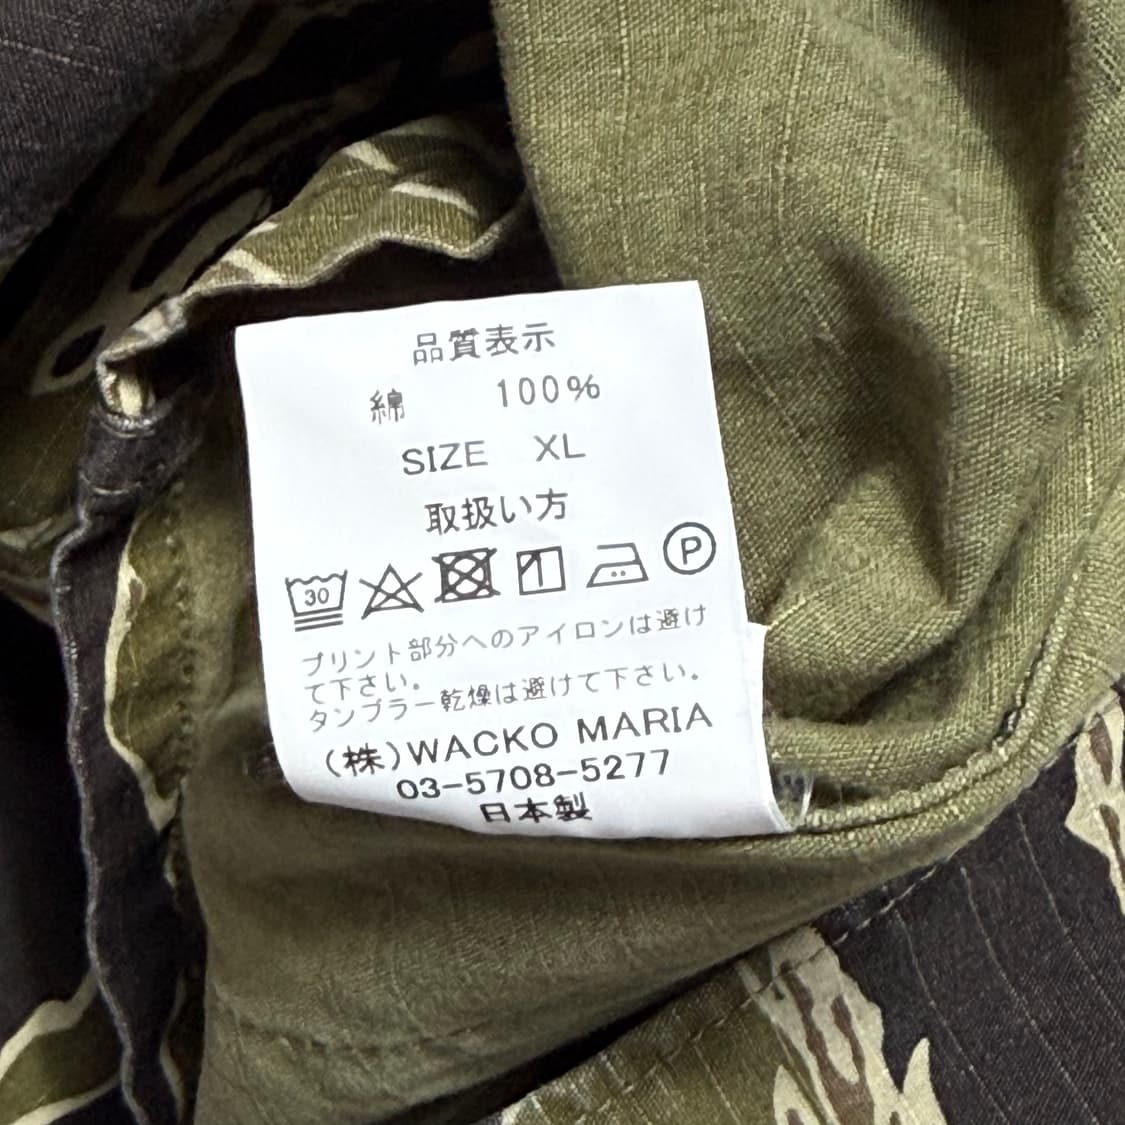 品質表示
綿 100%
SIZE XL
取扱い方
30 P
プリント部分へのアイロンは避け
て下さい。
タンブラー乾燥は避けて下さい。
(株)WACKO MARIA
03-5708-5277
日本製